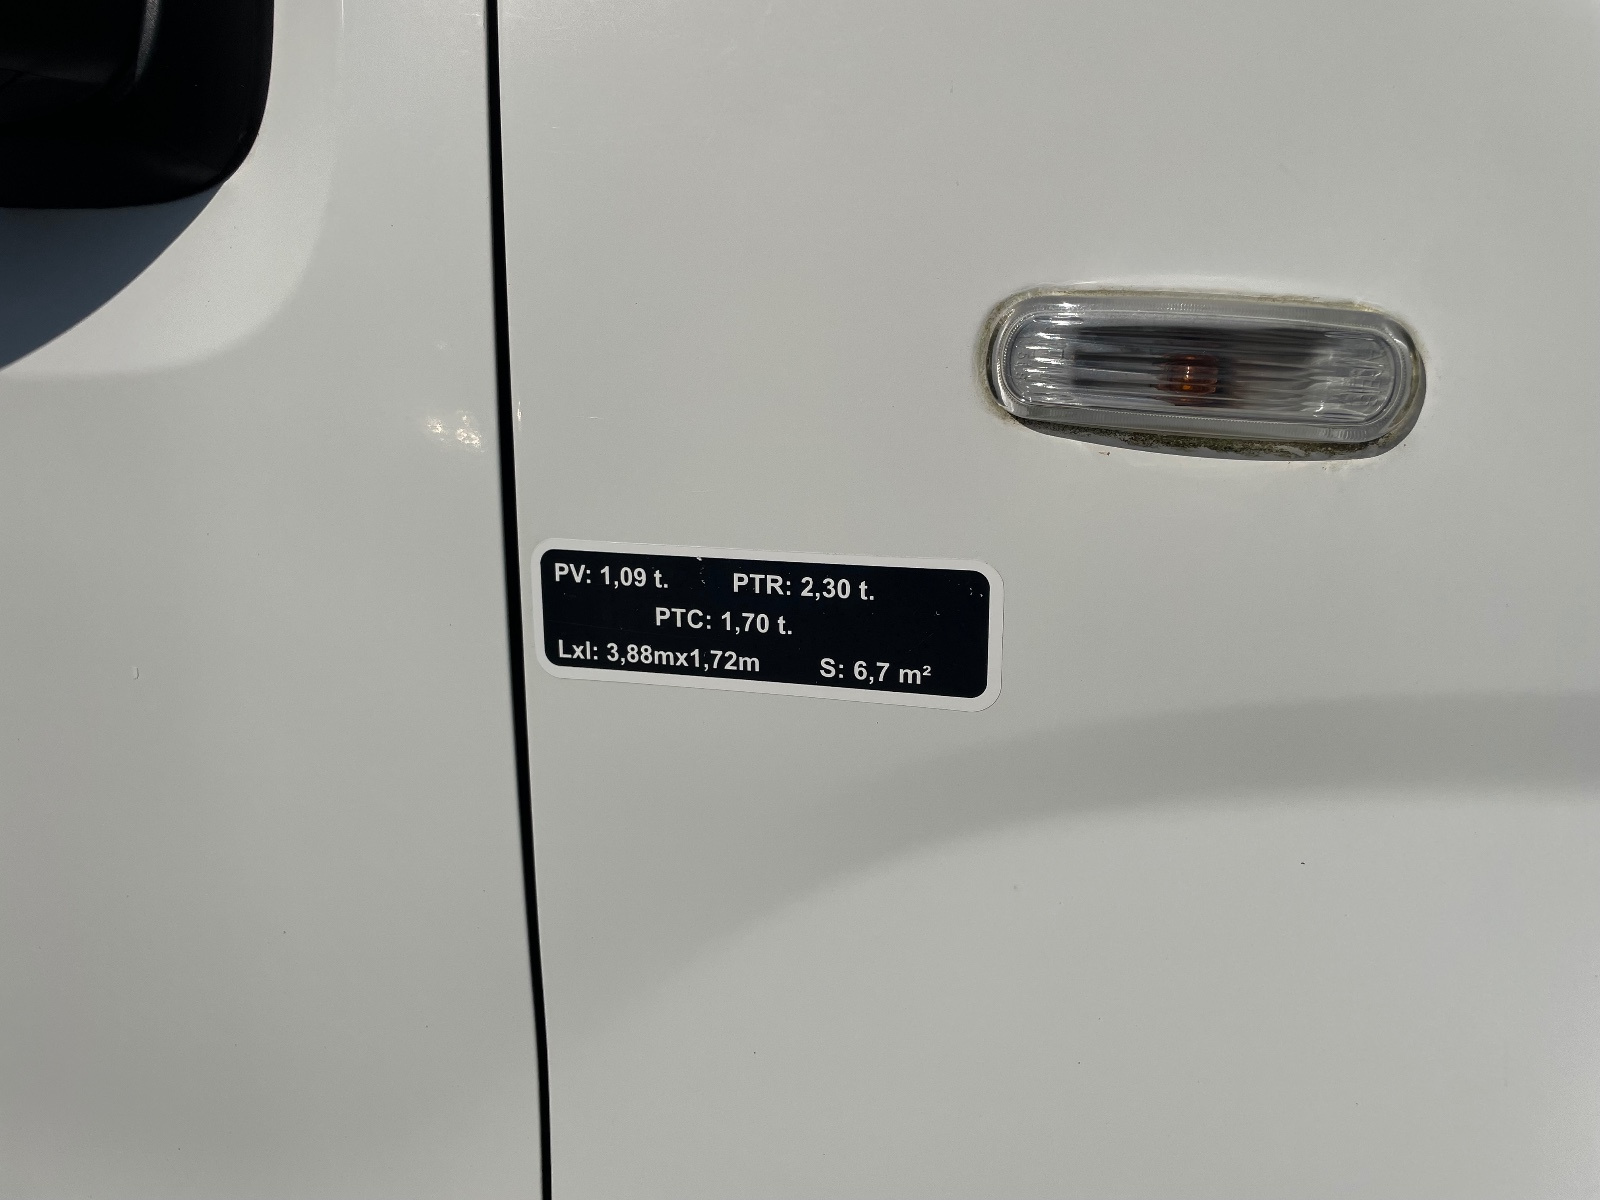 PV: 1,09 t. PTR: 2,30 t.
PTC: 1,70 t.
Lxl: 3,88mx1,72m S: 6,7 m²